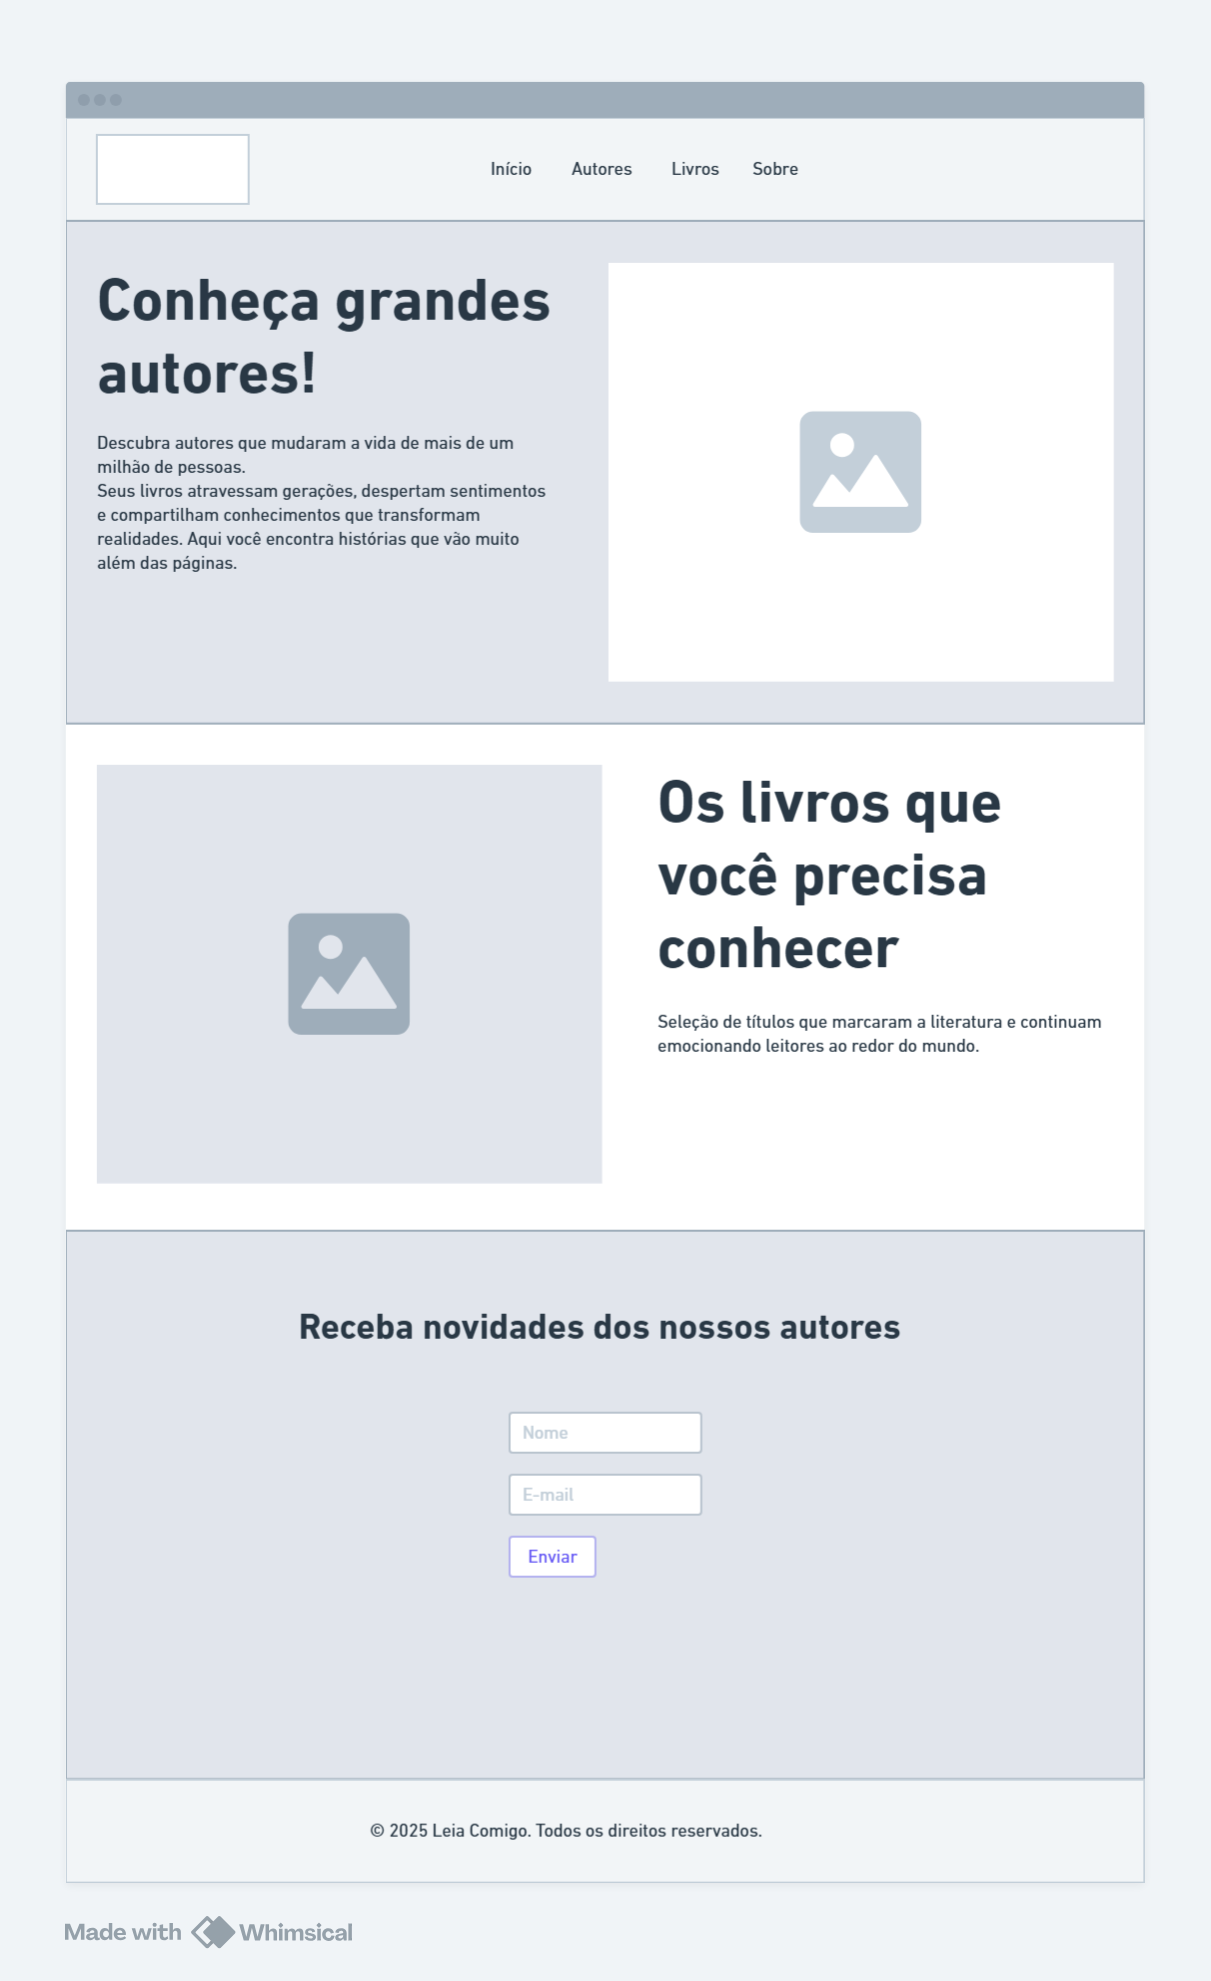 Início Autores Livros Sobre
Conheça grandes
autores!
Descubra autores que mudaram a vida de mais de um
milhão de pessoas.
Seus livros atravessam gerações, despertam sentimentos
e compartilham conhecimentos que transformam
realidades. Aqui você encontra histórias que vão muito
além das páginas.
Os livros que
você precisa
conhecer
Seleção de títulos que marcaram a literatura e continuam
emocionando leitores ao redor do mundo.
Receba novidades dos nossos autores
Nome
E-mail
Enviar
© 2025 Leia Comigo. Todos os direitos reservados.
Made with Whimsical